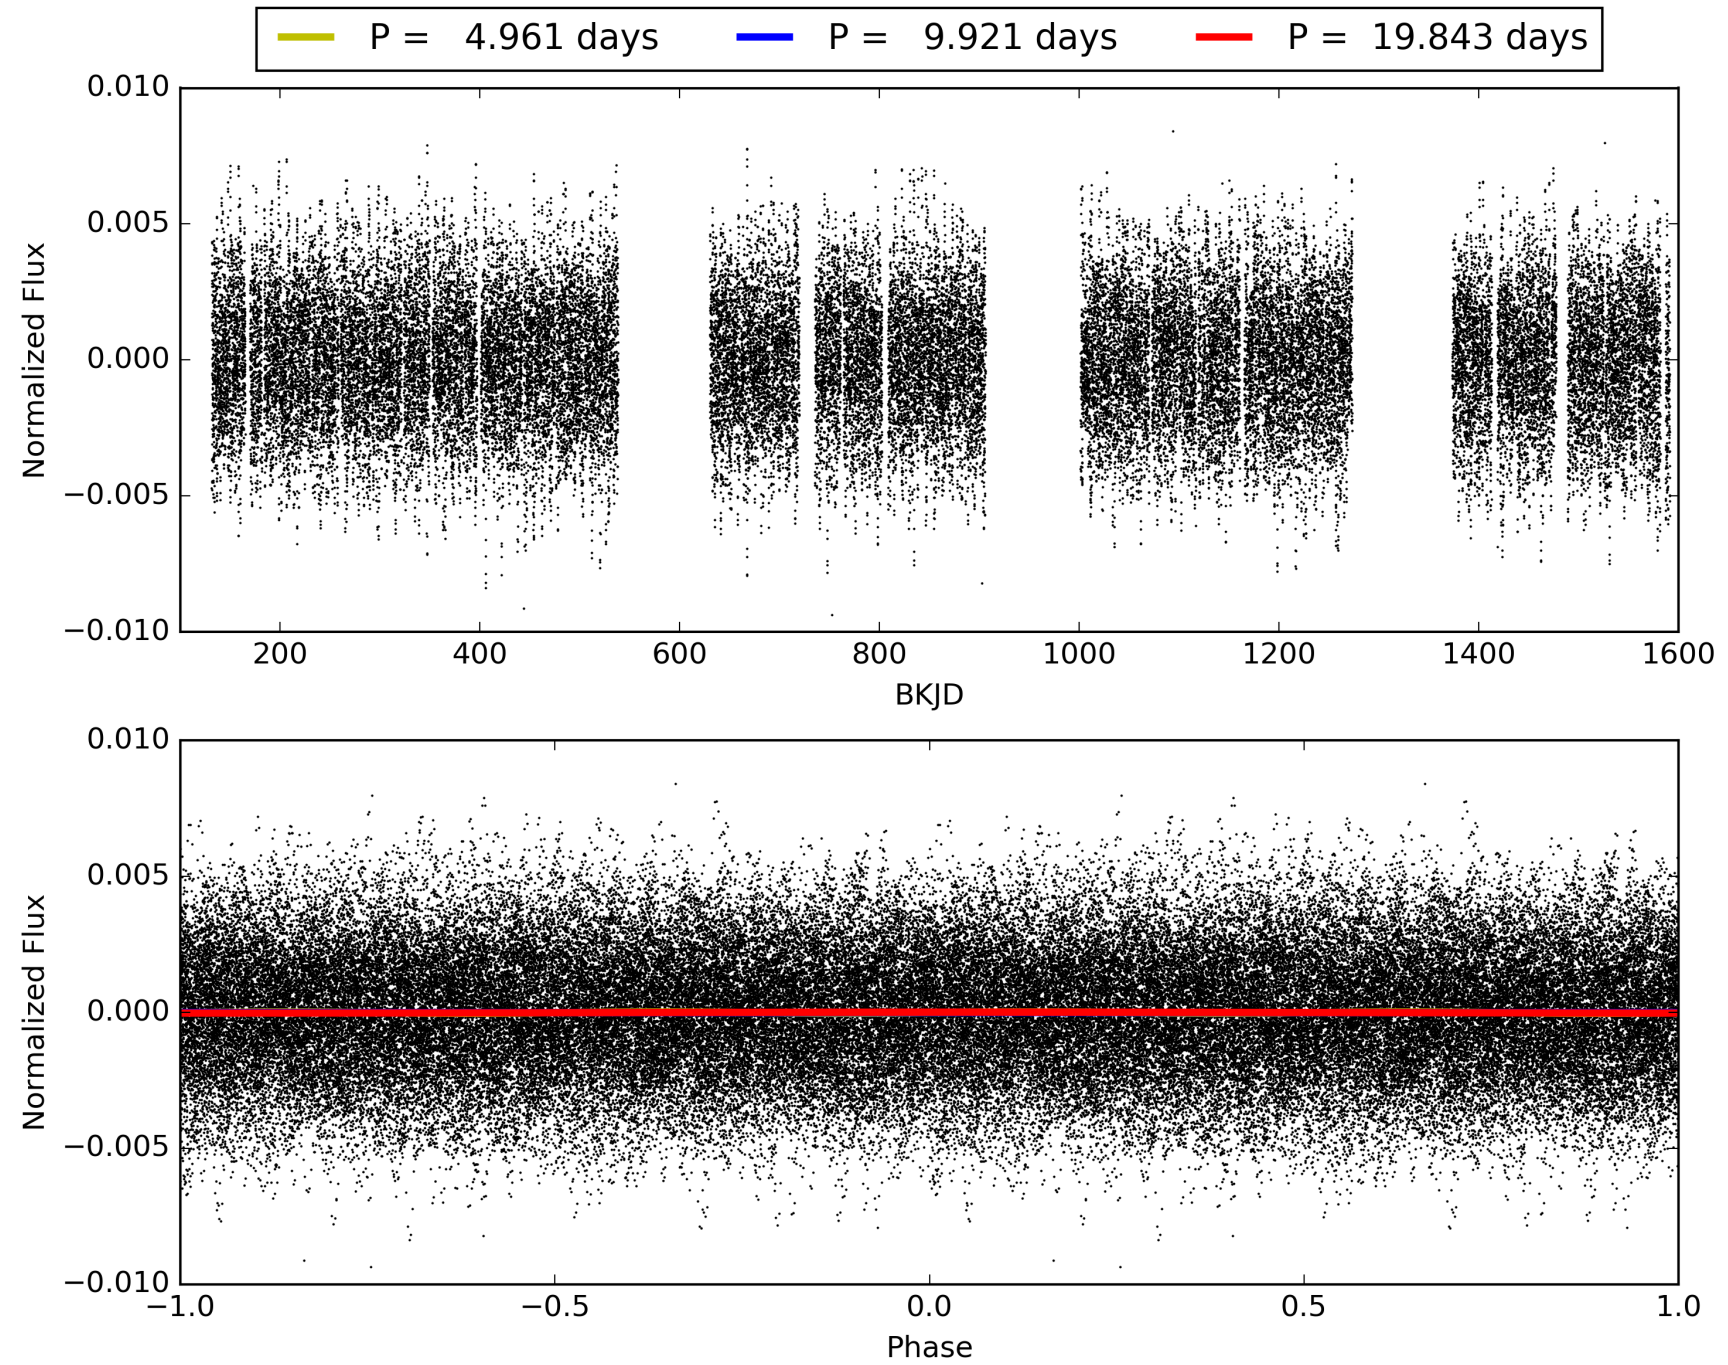 P = 4.961 days P = 9.921 days P = 19.843 days
0.010
0.005
0.000
−0.005
−0.010
Normalized Flux
200 400 600 800 1000 1200 1400 1600
BKJD
0.010
0.005
0.000
−0.005
−0.010
Normalized Flux
−1.0 −0.5 0.0 0.5 1.0
Phase